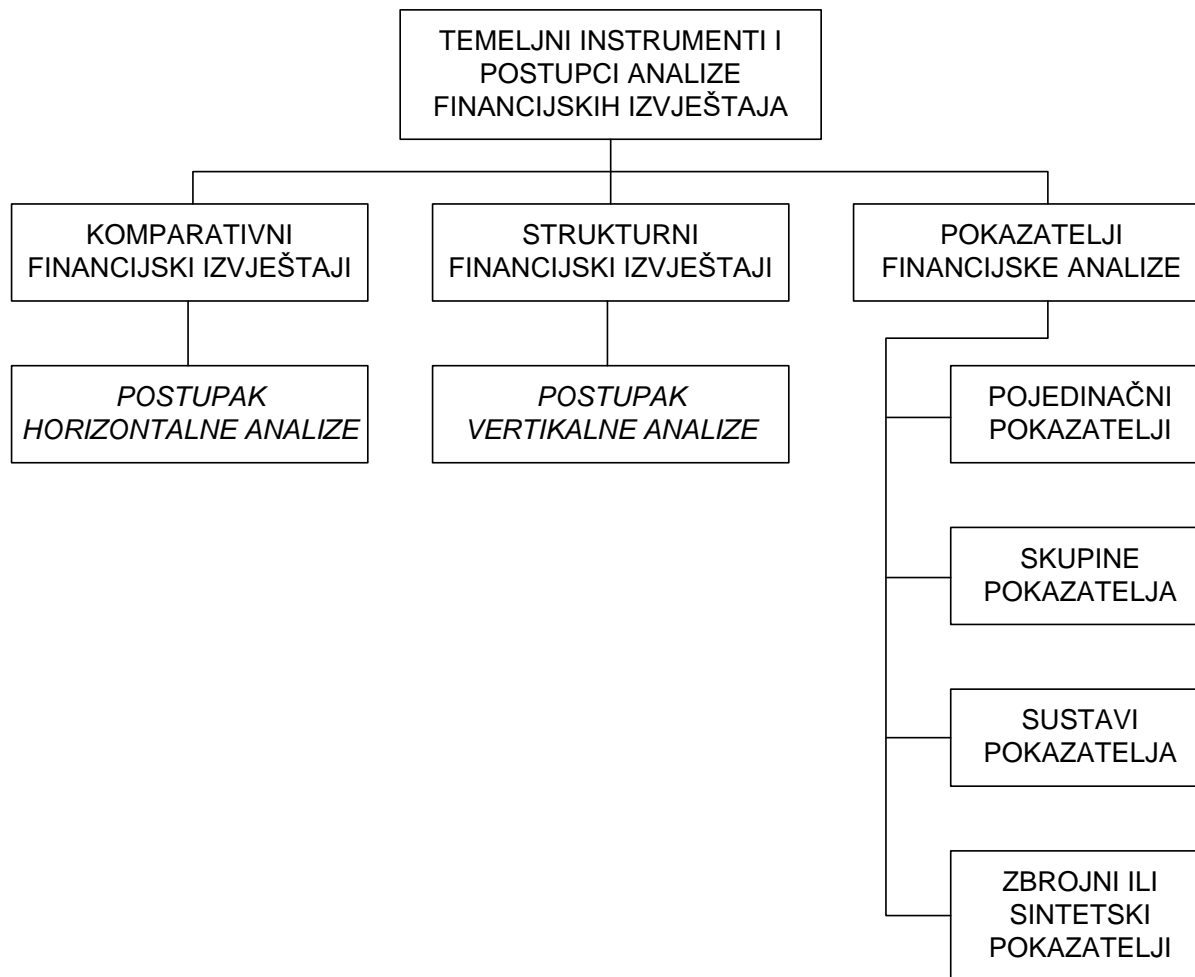 TEMELJNI INSTRUMENTI I
POSTUPCI ANALIZE
FINANCIJSKIH IZVJEŠTAJA
KOMPARATIVNI
FINANCIJSKI IZVJEŠTAJI
STRUKTURNI
FINANCIJSKI IZVJEŠTAJI
POKAZATELJI
FINANCIJSKE ANALIZE
POSTUPAK
HORIZONTALNE ANALIZE
POSTUPAK
VERTIKALNE ANALIZE
POJEDINAČNI
POKAZATELJI
SKUPINE
POKAZATELJA
SUSTAVI
POKAZATELJA
ZBROJNI ILI
SINTETSKI
POKAZATELJI